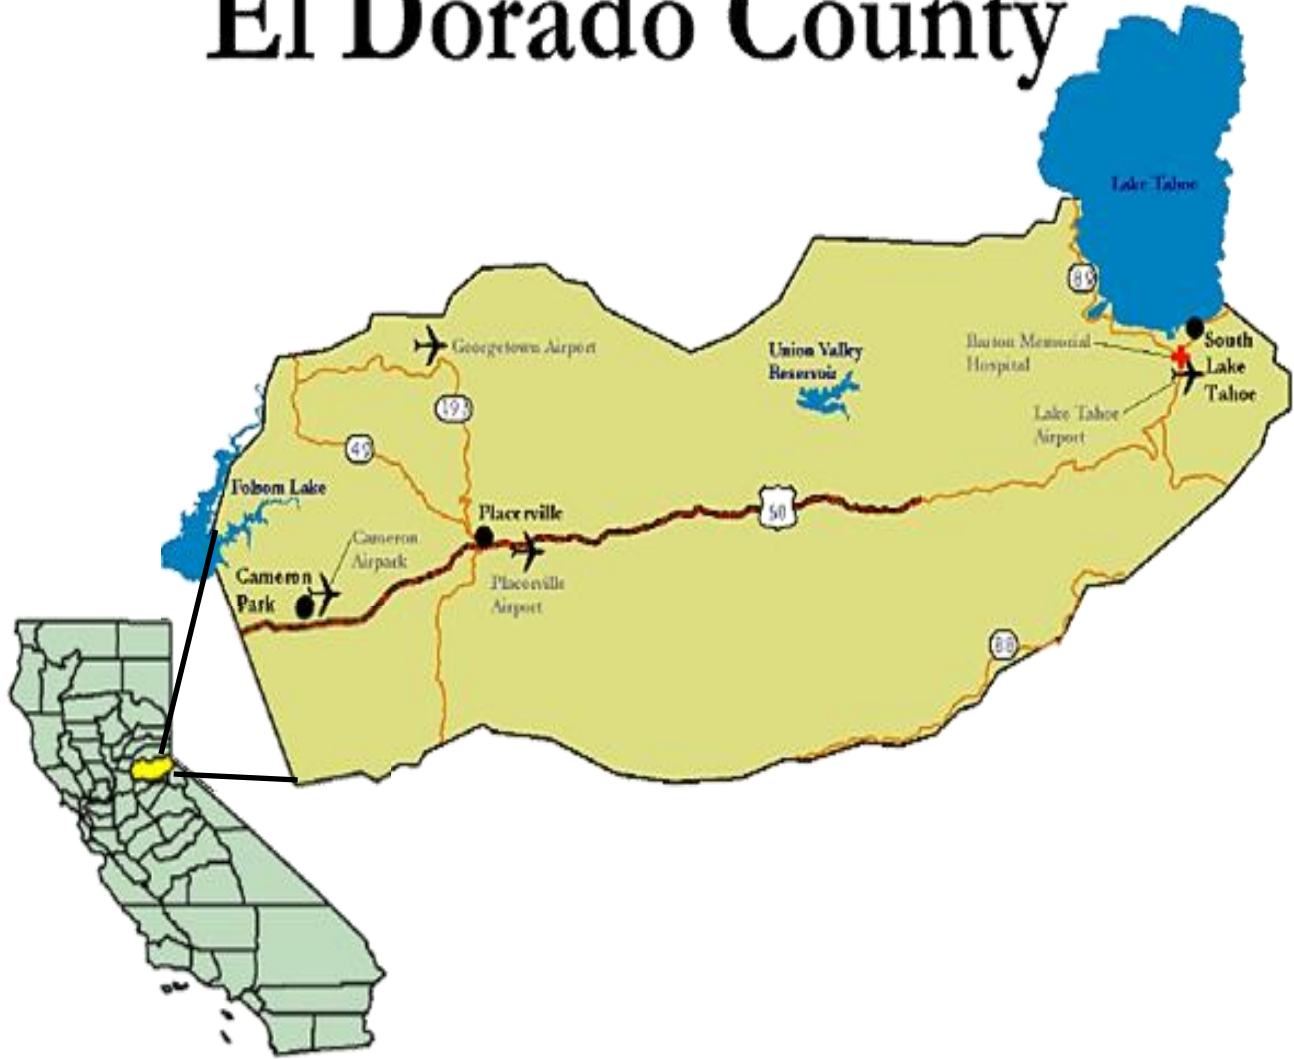 El Dorado County
Lake Tahoe
89
Georgetown Airport
Union Valley
Reservoir
Barton Memorial
Hospital
South
Lake
Tahoe
193
Lake Tahoe
Airport
49
Folsom Lake
Placerville
50
Cameron
Airpark
Cameron
Park
Placerville
Airport
88